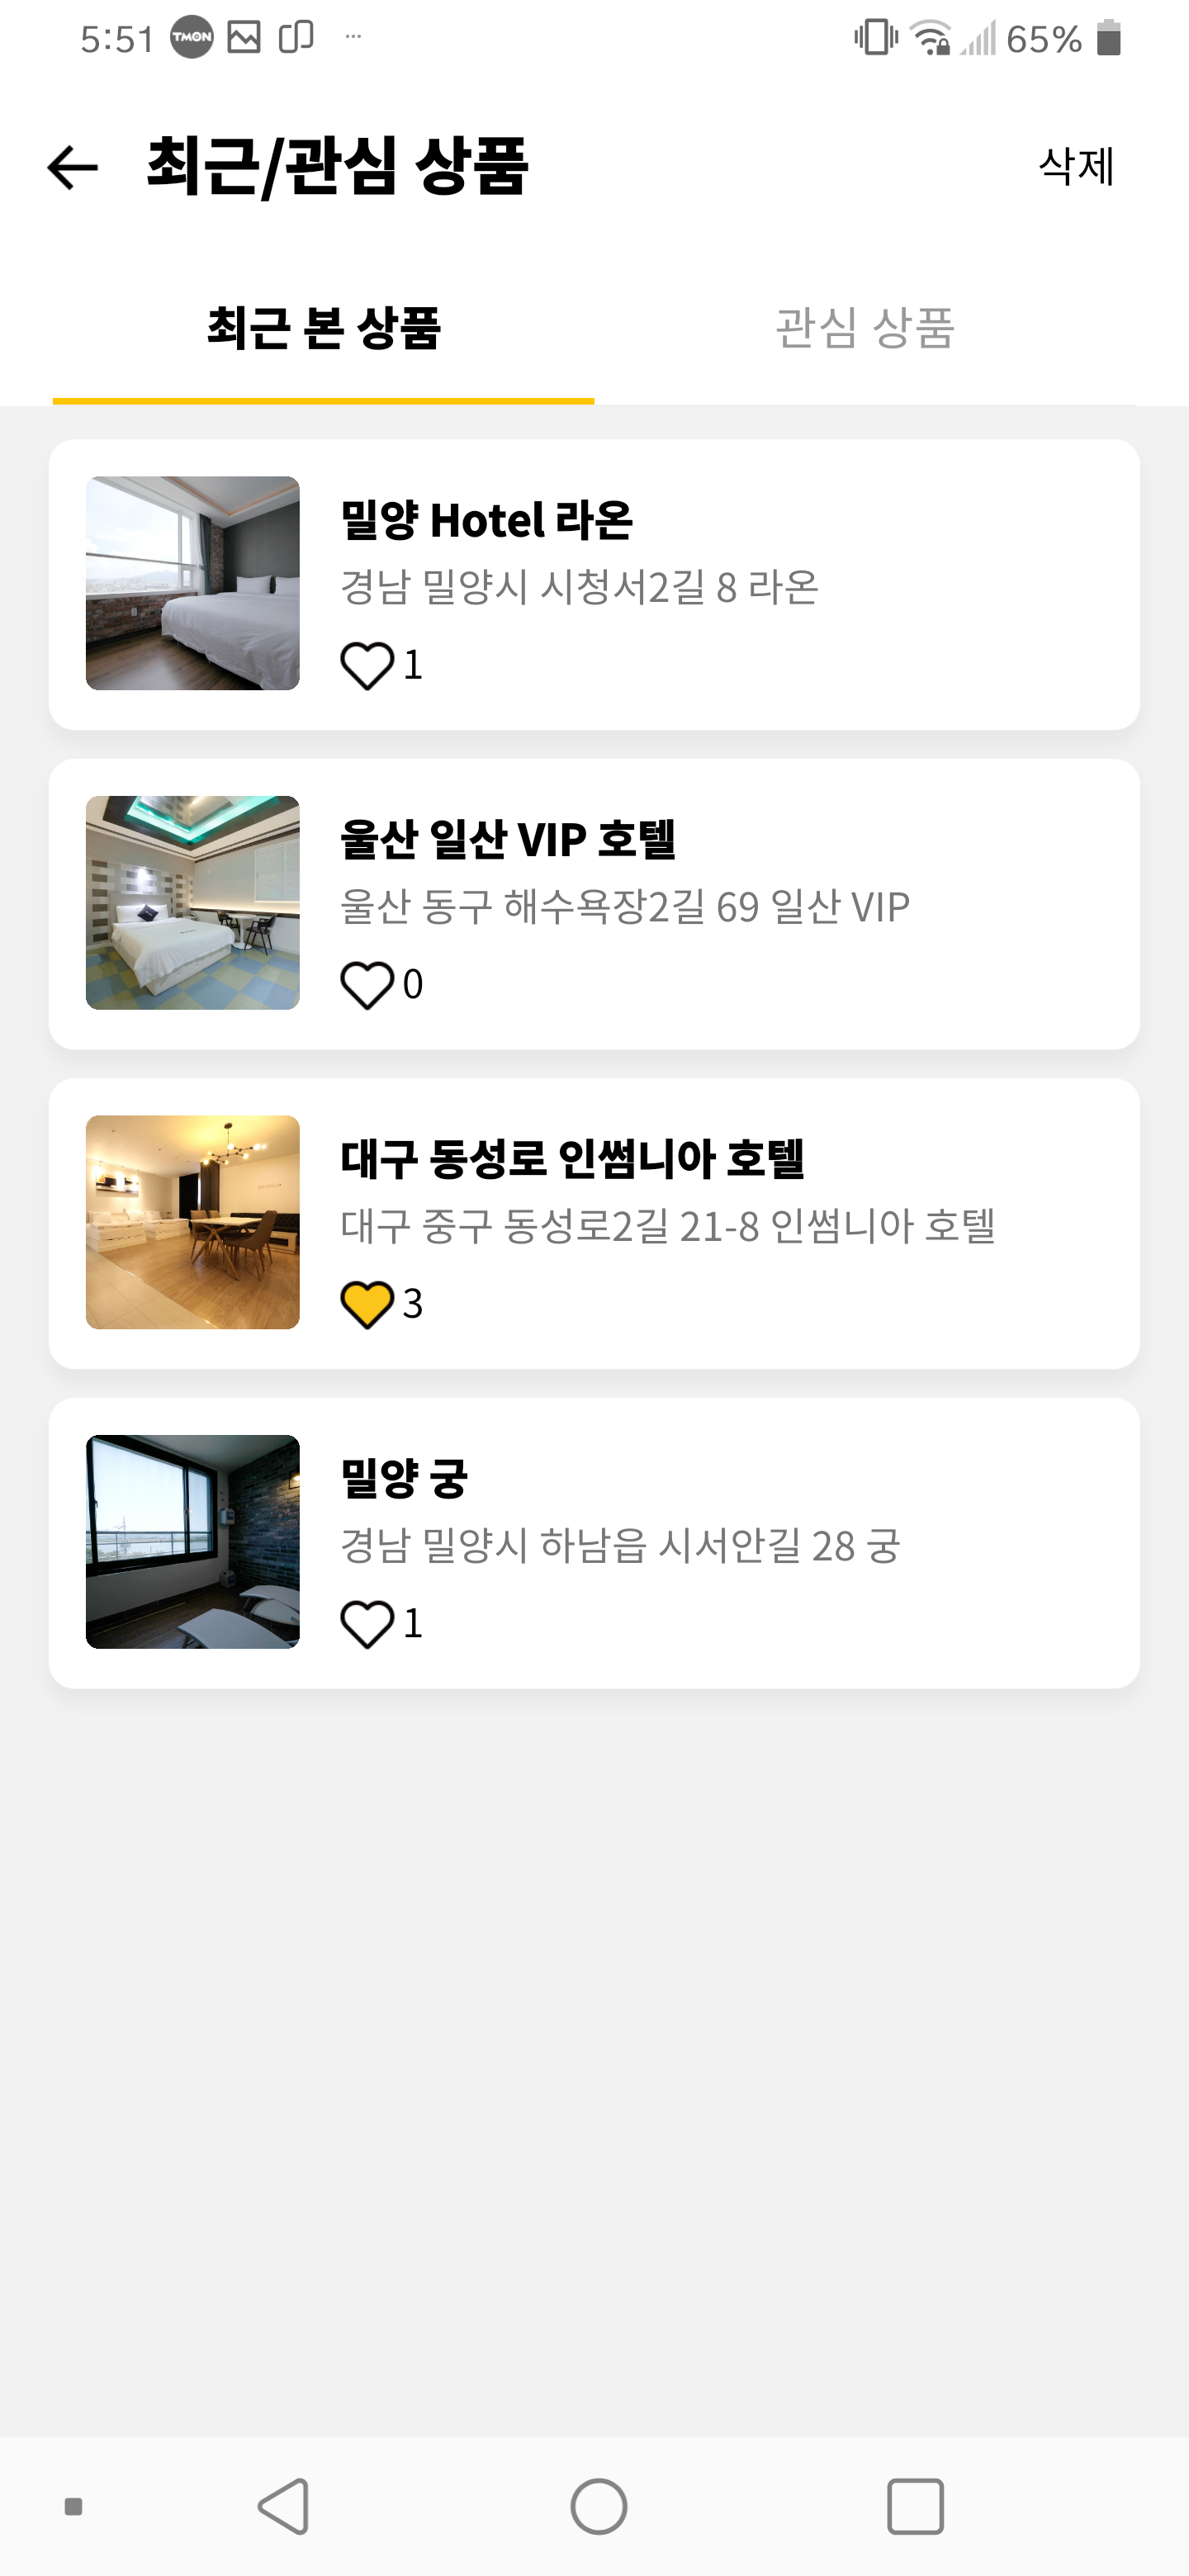 5:51 TMON ... 65%
최근/관심 상품 삭제
최근 본 상품 관심 상품
밀양 Hotel 라온
경남 밀양시 시청서2길 8 라온
1
울산 일산 VIP 호텔
울산 동구 해수욕장2길 69 일산 VIP
0
대구 동성로 인썸니아 호텔
대구 중구 동성로2길 21-8 인썸니아 호텔
3
밀양 궁
경남 밀양시 하남읍 시서안길 28 궁
1